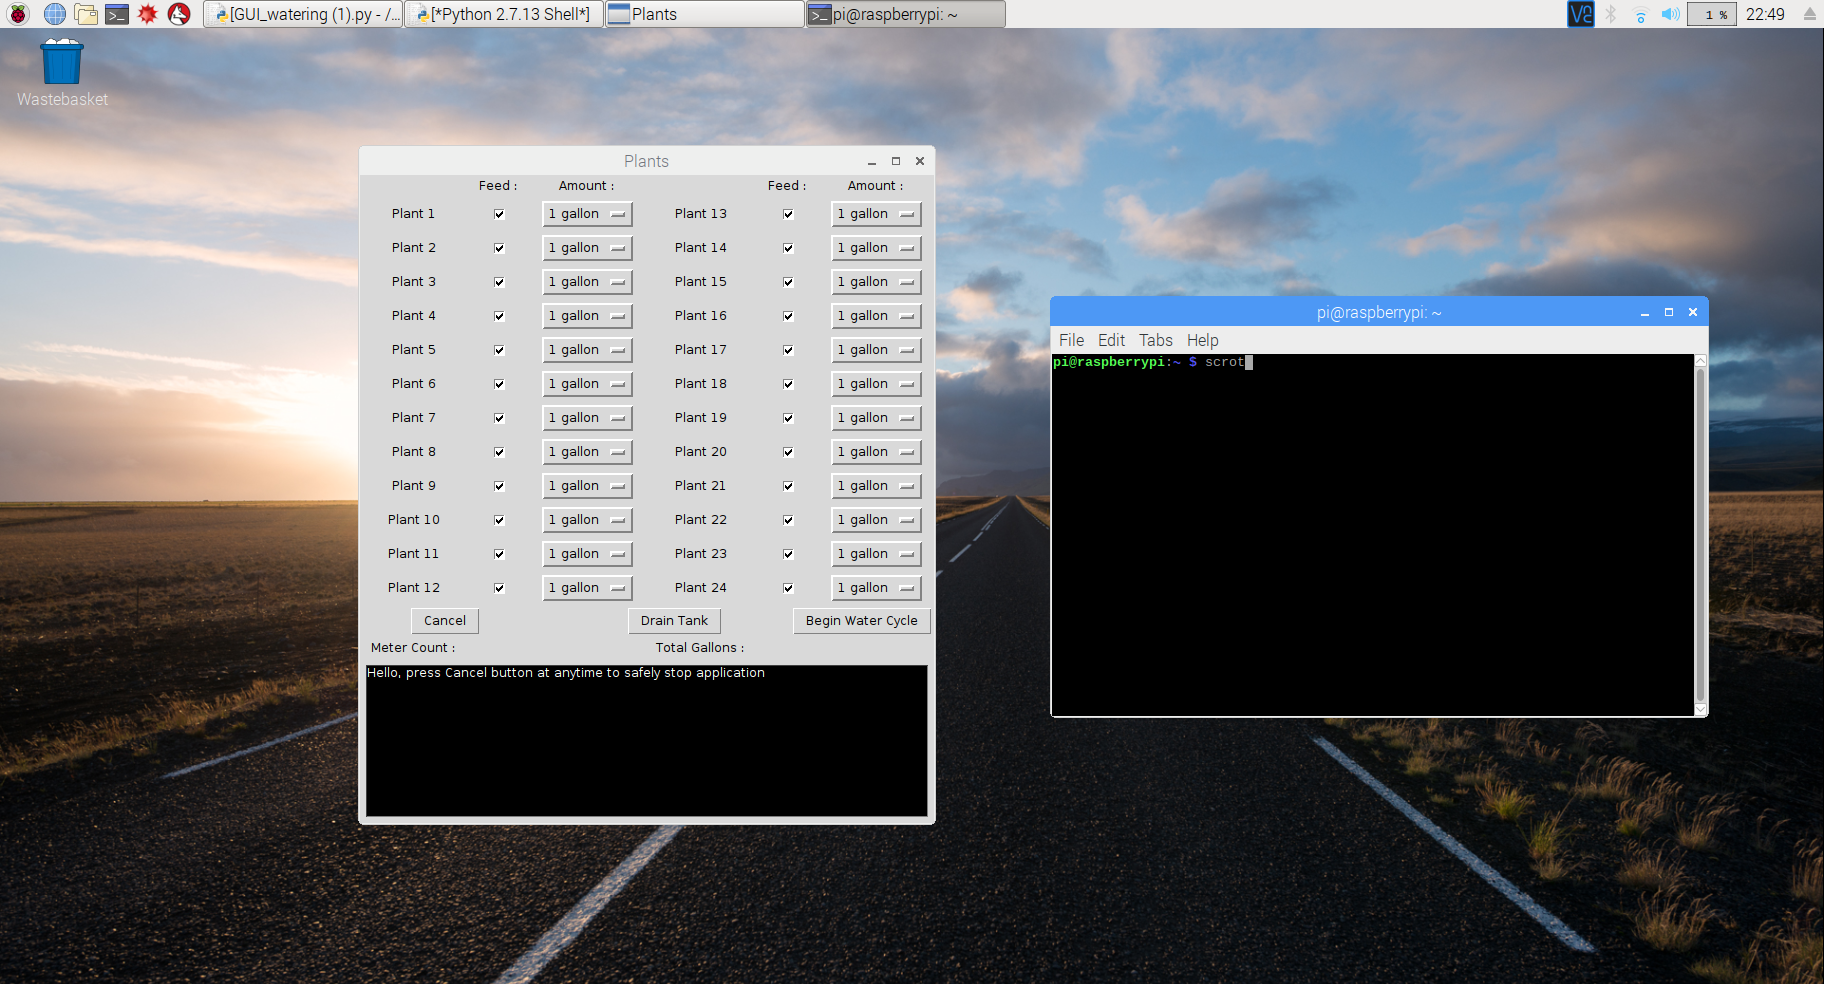 [GUI_watering (1).py - /...
[*Python 2.7.13 Shell*]
Plants
pi@raspberrypi: ~
V2
1 %
22:49
Wastebasket
Plants
Feed : Amount : Feed : Amount :
Plant 1 1 gallon Plant 13 1 gallon
Plant 2 1 gallon Plant 14 1 gallon
Plant 3 1 gallon Plant 15 1 gallon
Plant 4 1 gallon Plant 16 1 gallon
Plant 5 1 gallon Plant 17 1 gallon
Plant 6 1 gallon Plant 18 1 gallon
Plant 7 1 gallon Plant 19 1 gallon
Plant 8 1 gallon Plant 20 1 gallon
Plant 9 1 gallon Plant 21 1 gallon
Plant 10 1 gallon Plant 22 1 gallon
Plant 11 1 gallon Plant 23 1 gallon
Plant 12 1 gallon Plant 24 1 gallon
Cancel Drain Tank Begin Water Cycle
Meter Count : Total Gallons :
Hello, press Cancel button at anytime to safely stop application
pi@raspberrypi: ~
File Edit Tabs Help
pi@raspberrypi:~ $ scrot